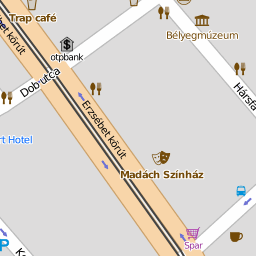 Trap café
Bélyegmúzeum
otpbank
Dob utca
Erzsébet körút
rt Hotel
Madách Színház
Spar
P